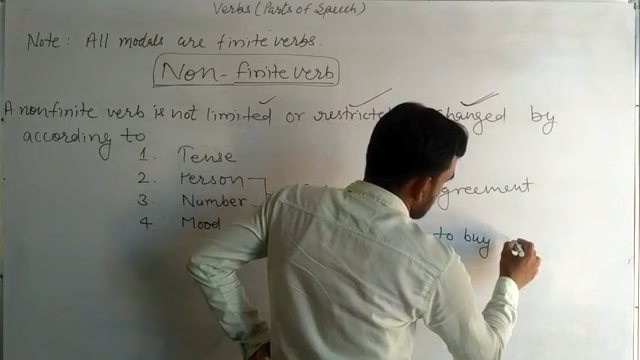 Verbs (Parts of Speech)
Note: All modals are finite verbs.
Non-finite verb
A nonfinite verb is not limited or restricted changed by
according to
1. Tense
2. Person
3 Number greement
4. Mood
to buy